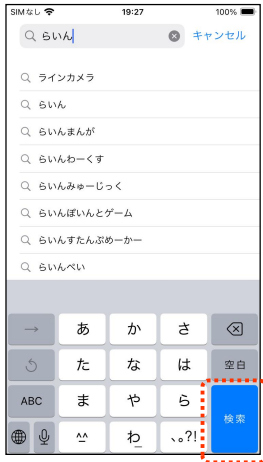 SIMなし 19:27 100%
らいん キャンセル
ラインカメラ
らいん
らいんまんが
らいんわーくす
らいんみゅーじっく
らいんぽいんとゲーム
らいんすたんぷめーかー
らいんぺい
→ あ か さ
た な は 空白
ABC ま や ら 検索
^^ わ_ 、。?!